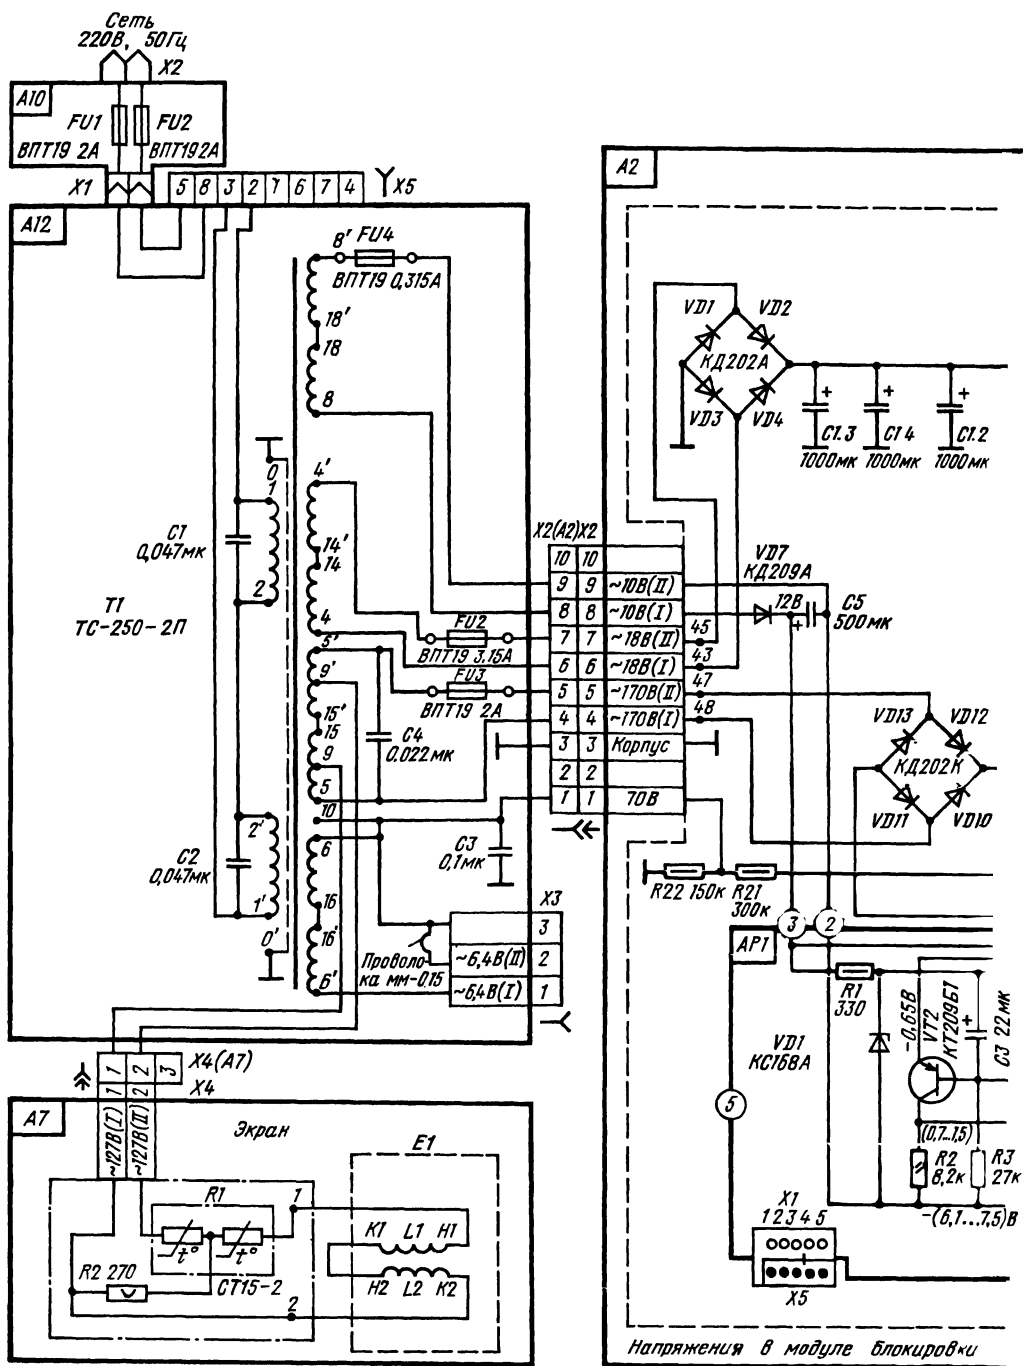 Сеть
220В, 50Гц
X2
A10
FU1 FU2
ВПТ19 2А ВПТ19 2А
X1 5 8 3 2 1 6 7 4 X5
A12
8' FU4
ВПТ19 0,315А
18'
18
8
0
1
C1
0,047мк
2
T1
ТС-250-2П
4'
14'
14
4
5'
9'
15'
15
9
5
10
6
16
16'
6'
FU2
ВПТ19 3,15А
FU3
ВПТ19 2А
C4
0,022мк
2'
C2
0,047мк
1'
0'
C3
0,1мк
X3
3
~6,4В(II) 2
~6,4В(I) 1
Проволо-
ка мм-0,15
X2(A2) X2
10 10
9 9 ~10В(II)
8 8 ~10В(I)
7 7 ~18В(II) 45
6 6 ~18В(I) 43
5 5 ~170В(II) 47
4 4 ~170В(I) 48
3 3 Корпус
2 2
1 1 70В
A2
VD1 VD2
КД202А
VD3 VD4
C1.3 C1 4 C1.2
+ + +
1000мк 1000мк 1000мк
VD7
КД209А
12В C5
+ 500мк
VD13 VD12
КД202К
VD11 VD10
R22 150к R21
300к
3 2
AP1
R1
330
VD1
КС168А
-0,65В
VT2
КТ209Б1
+
C3 22мк
5
(0,7...1,5)
R2
8,2к
R3
27к
-(6,1...7,5)В
X1
1 2 3 4 5
X5
Напряжения в модуле блокировки
1 2 3 X4(A7)
1 2 X4
A7
~127В(I)
~127В(II)
Экран
E1
R1
1
t° t°
R2 270
СТ15-2
2
К1 L1 Н1
Н2 L2 К2